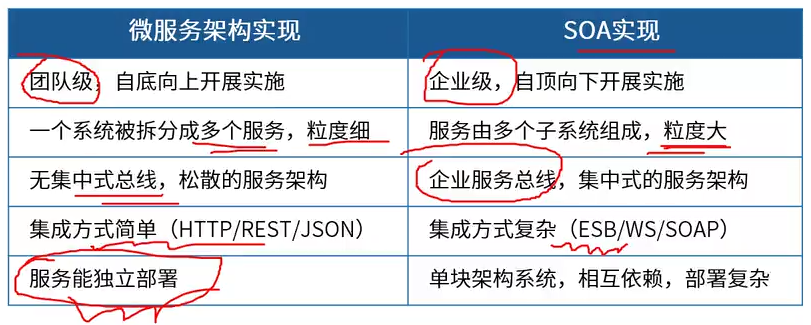 微服务架构实现 SOA实现
团队级，自底向上开展实施 企业级，自顶向下开展实施
一个系统被拆分成多个服务，粒度细 服务由多个子系统组成，粒度大
无集中式总线，松散的服务架构 企业服务总线，集中式的服务架构
集成方式简单（HTTP/REST/JSON） 集成方式复杂（ESB/WS/SOAP）
服务能独立部署 单块架构系统，相互依赖，部署复杂